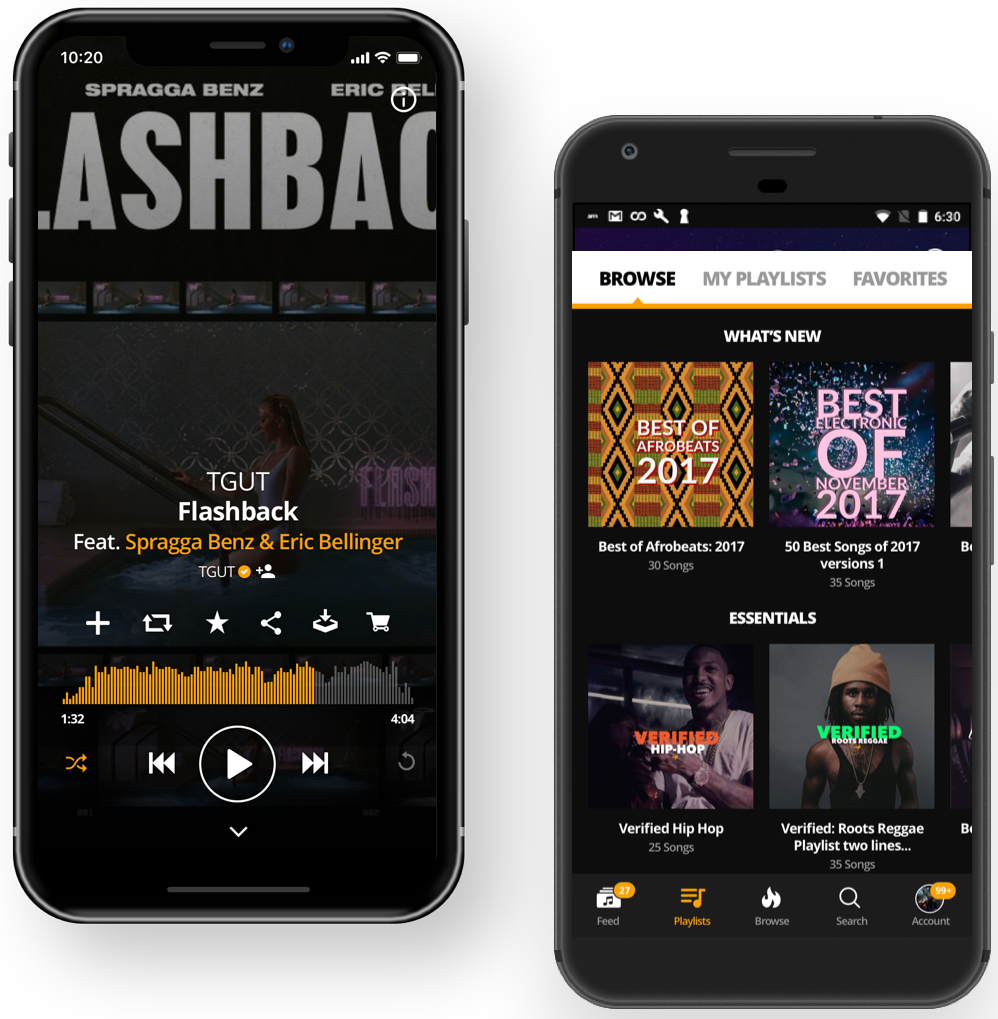 10:20
SPRAGGA BENZ ERIC BEL
LASHBAC
FLASH
TGUT
Flashback
Feat. Spragga Benz & Eric Bellinger
TGUT
1:32 4:04
001 002
6:30
BROWSE MY PLAYLISTS FAVORITES
WHAT'S NEW
BEST OF
AFROBEATS
2017
BEST
ELECTRONIC
OF
NOVEMBER
2017
Best of Afrobeats: 2017
30 Songs
50 Best Songs of 2017
versions 1
35 Songs
Be
ESSENTIALS
VERIFIED
HIP-HOP
VERIFIED
ROOTS REGGAE
Verified Hip Hop
25 Songs
Verified: Roots Reggae
Playlist two lines...
35 Songs
Be
27 99+
Feed Playlists Browse Search Account